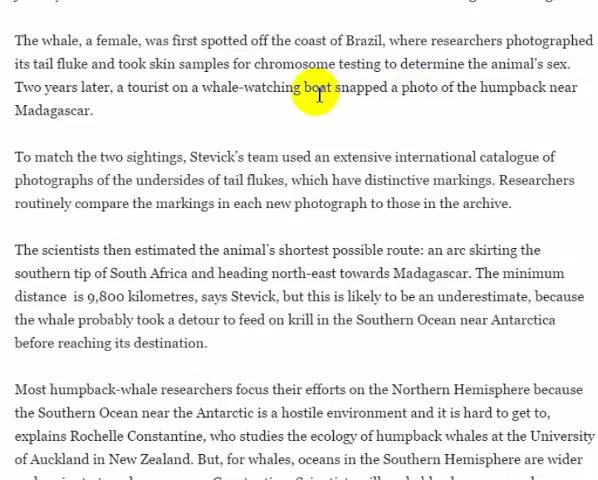 The whale, a female, was first spotted off the coast of Brazil, where researchers photographed
its tail fluke and took skin samples for chromosome testing to determine the animal's sex.
Two years later, a tourist on a whale-watching boat snapped a photo of the humpback near
Madagascar.
To match the two sightings, Stevick's team used an extensive international catalogue of
photographs of the undersides of tail flukes, which have distinctive markings. Researchers
routinely compare the markings in each new photograph to those in the archive.
The scientists then estimated the animal's shortest possible route: an arc skirting the
southern tip of South Africa and heading north-east towards Madagascar. The minimum
distance is 9,800 kilometres, says Stevick, but this is likely to be an underestimate, because
the whale probably took a detour to feed on krill in the Southern Ocean near Antarctica
before reaching its destination.
Most humpback-whale researchers focus their efforts on the Northern Hemisphere because
the Southern Ocean near the Antarctic is a hostile environment and it is hard to get to,
explains Rochelle Constantine, who studies the ecology of humpback whales at the University
of Auckland in New Zealand. But, for whales, oceans in the Southern Hemisphere are wider